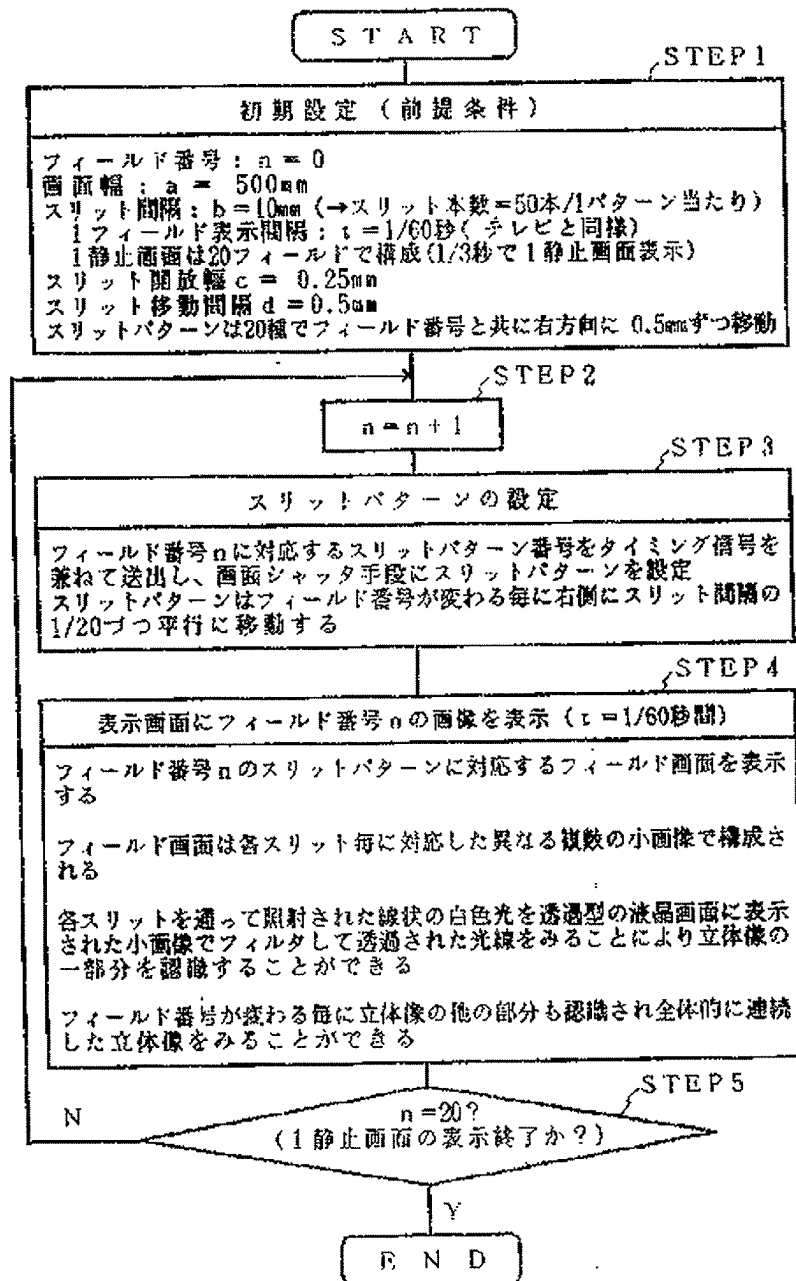 START
STEP1
初期設定(前提条件)
フィールド番号:n=0
画面幅:a= 500mm
スリット間隔:b=10mm(→スリット本数=50本/1パターン当たり)
1フィールド表示間隔:t=1/60秒(テレビと同様)
1静止画面は20フィールドで構成(1/3秒で1静止画面表示)
スリット開放幅c= 0.25mm
スリット移動間隔d=0.5mm
スリットパターンは20種でフィールド番号と共に右方向に 0.5mmずつ移動
STEP2
n=n+1
STEP3
スリットパターンの設定
フィールド番号nに対応するスリットパターン番号をタイミング信号を
兼ねて送出し、画面シャッタ手段にスリットパターンを設定
スリットパターンはフィールド番号が変わる毎に右側にスリット間隔の
1/20づつ平行に移動する
STEP4
表示画面にフィールド番号nの画像を表示(t=1/60秒間)
フィールド番号nのスリットパターンに対応するフィールド画面を表示
する
フィールド画面は各スリット毎に対応した異なる複数の小画像で構成さ
れる
各スリットを通って照射された線状の白色光を透過型の液晶画面に表示
された小画像でフィルタして透過された光線をみることにより立体像の
一部分を認識することができる
フィールド番号が変わる毎に立体像の他の部分も認識され全体的に連続
した立体像をみることができる
STEP5
N
n=20?
(1静止画面の表示終了か?)
Y
END